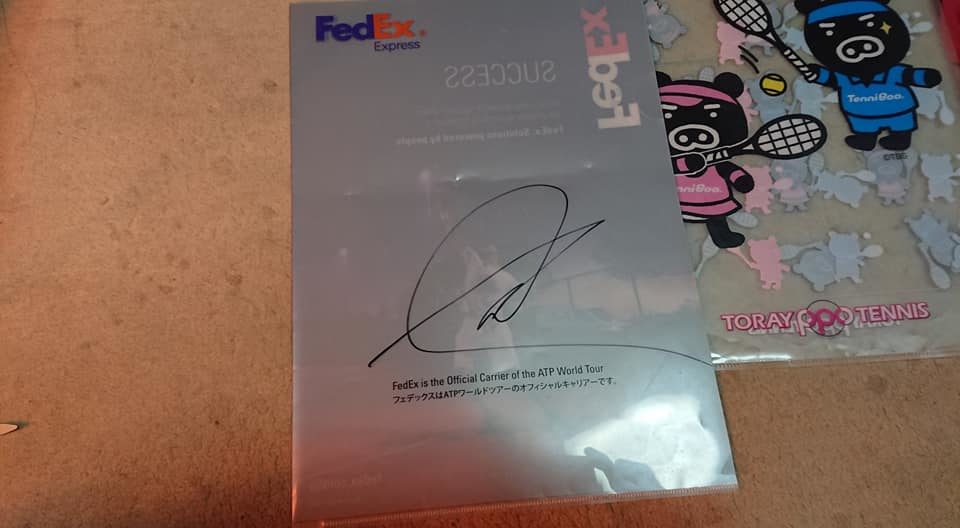 FedEx®
Express
FedEx
SUCCESS
FedEx. Solutions powered by people
FedEx is the Official Carrier of the ATP World Tour
フェデックスはATPワールドツアーのオフィシャルキャリアーです。
TenniBoo.
enniBoo.
TORAY ppo TENNIS